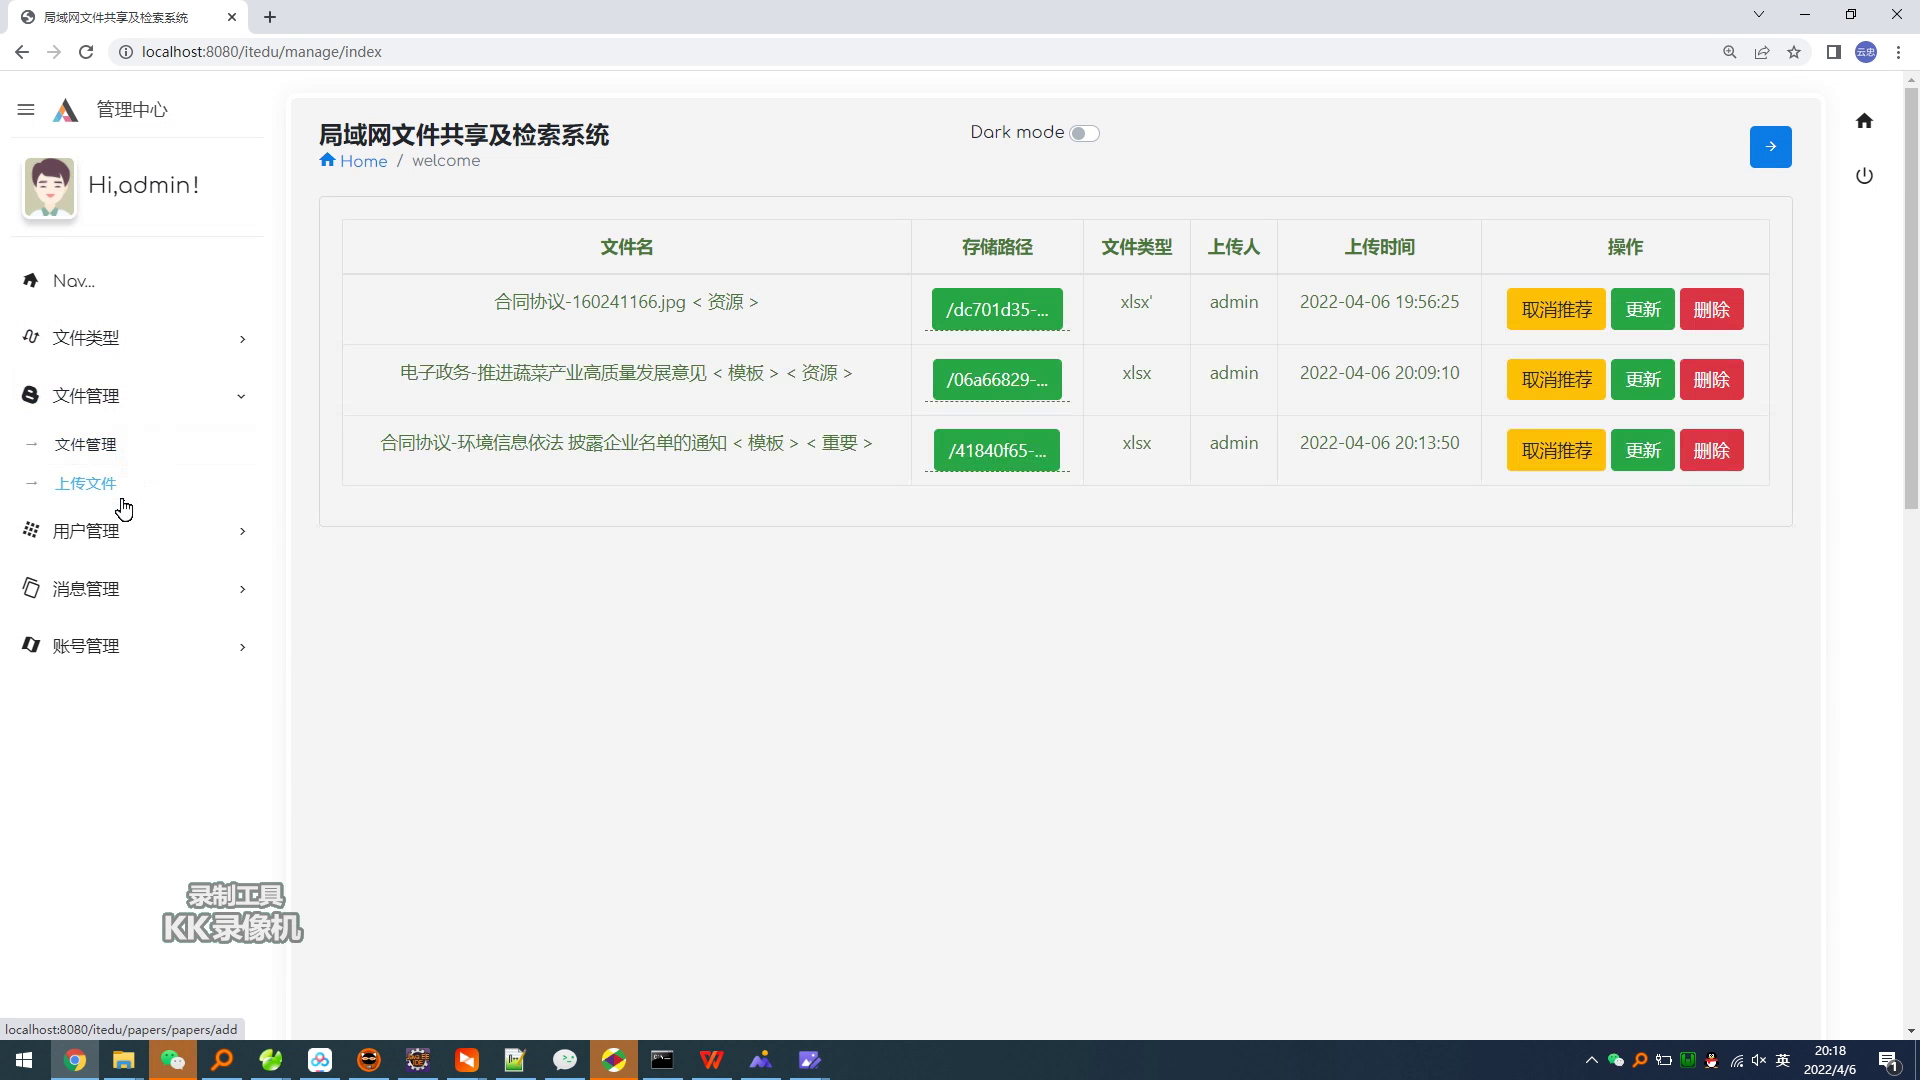 局域网文件共享及检索系统
localhost:8080/itedu/manage/index
云忠
管理中心
Hi,admin!
Nav...
文件类型
文件管理
文件管理
上传文件
用户管理
消息管理
账号管理
局域网文件共享及检索系统
Dark mode
Home / welcome
文件名 存储路径 文件类型 上传人 上传时间 操作
合同协议-160241166.jpg < 资源 > /dc701d35-... xlsx' admin 2022-04-06 19:56:25 取消推荐 更新 删除
电子政务-推进蔬菜产业高质量发展意见 < 模板 > < 资源 > /06a66829-... xlsx admin 2022-04-06 20:09:10 取消推荐 更新 删除
合同协议-环境信息依法 披露企业名单的通知 < 模板 > < 重要 > /41840f65-... xlsx admin 2022-04-06 20:13:50 取消推荐 更新 删除
录制工具
KK录像机
localhost:8080/itedu/papers/papers/add
英
20:18
2022/4/6
1